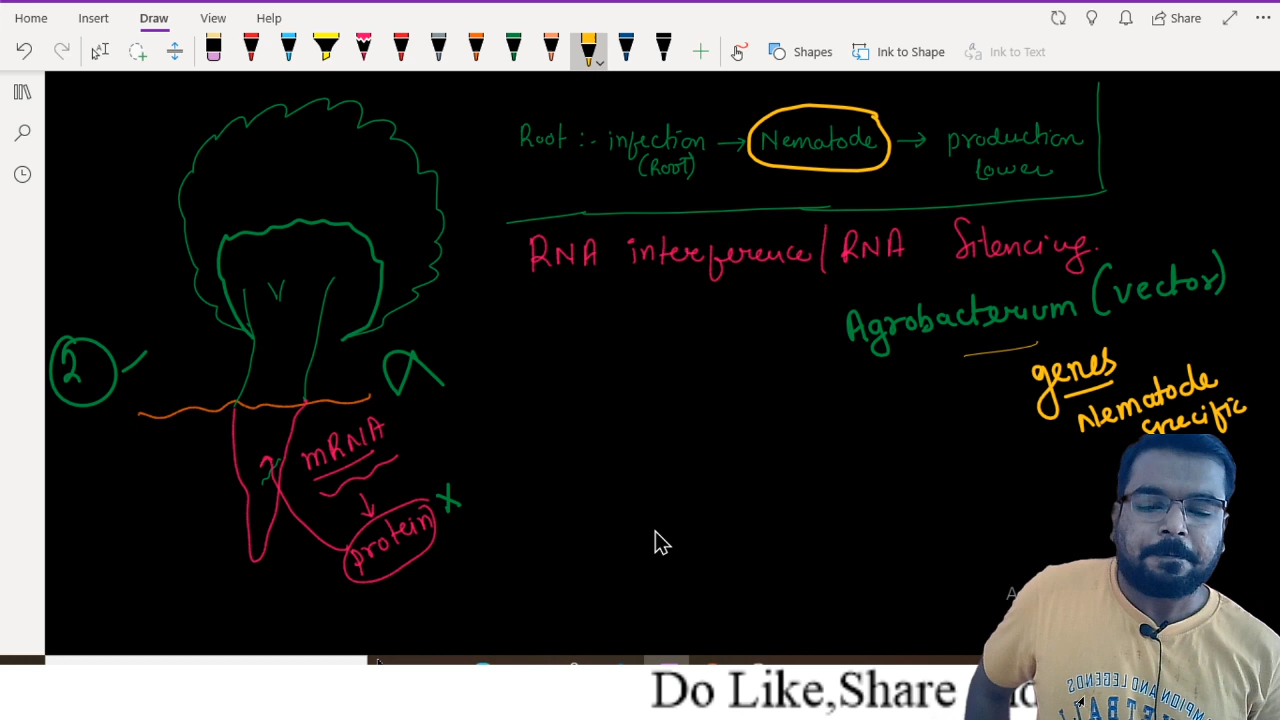 Home Insert Draw View Help
Share
Shapes Ink to Shape Ink to Text
Root :- infection → Nematode → production
(Root) Lower
RNA interference/RNA Silencing.
Agrobacterium (vector)
genes
Nematode
specific
2
mRNA
protein
Do Like,Share